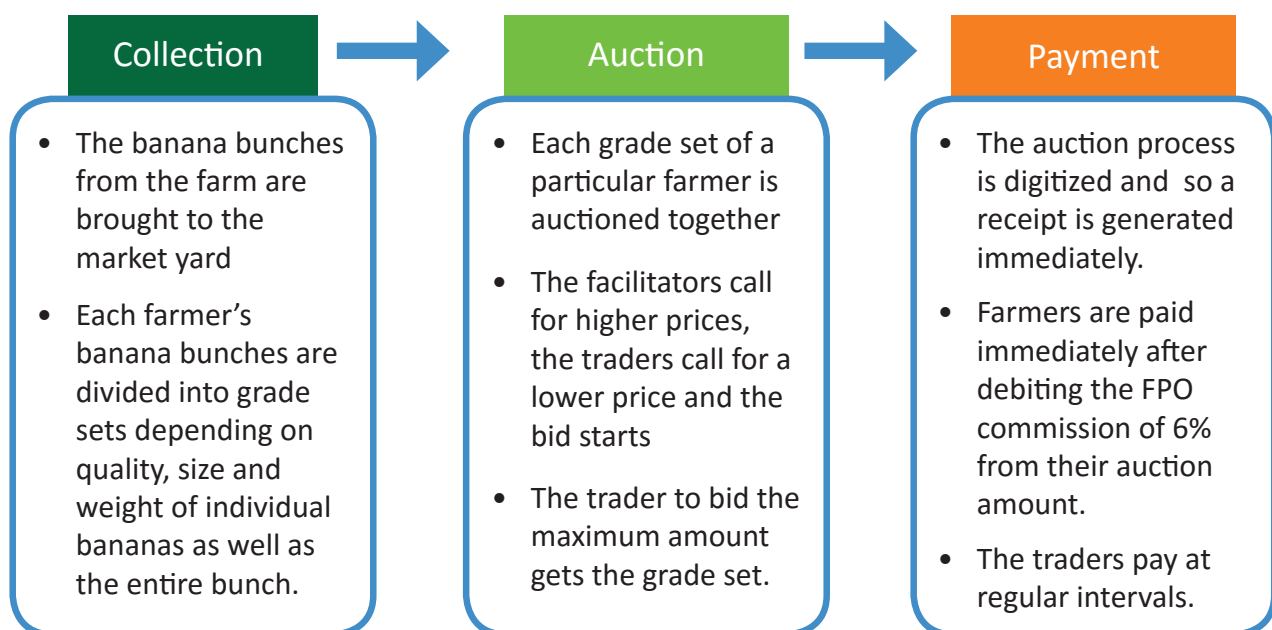 Collection
• The banana bunches
from the farm are
brought to the
market yard
• Each farmer’s
banana bunches are
divided into grade
sets depending on
quality, size and
weight of individual
bananas as well as
the entire bunch.
Auction
• Each grade set of a
particular farmer is
auctioned together
• The facilitators call
for higher prices,
the traders call for a
lower price and the
bid starts
• The trader to bid the
maximum amount
gets the grade set.
Payment
• The auction process
is digitized and  so a
receipt is generated
immediately.
• Farmers are paid
immediately after
debiting the FPO
commission of 6%
from their auction
amount.
• The traders pay at
regular intervals.